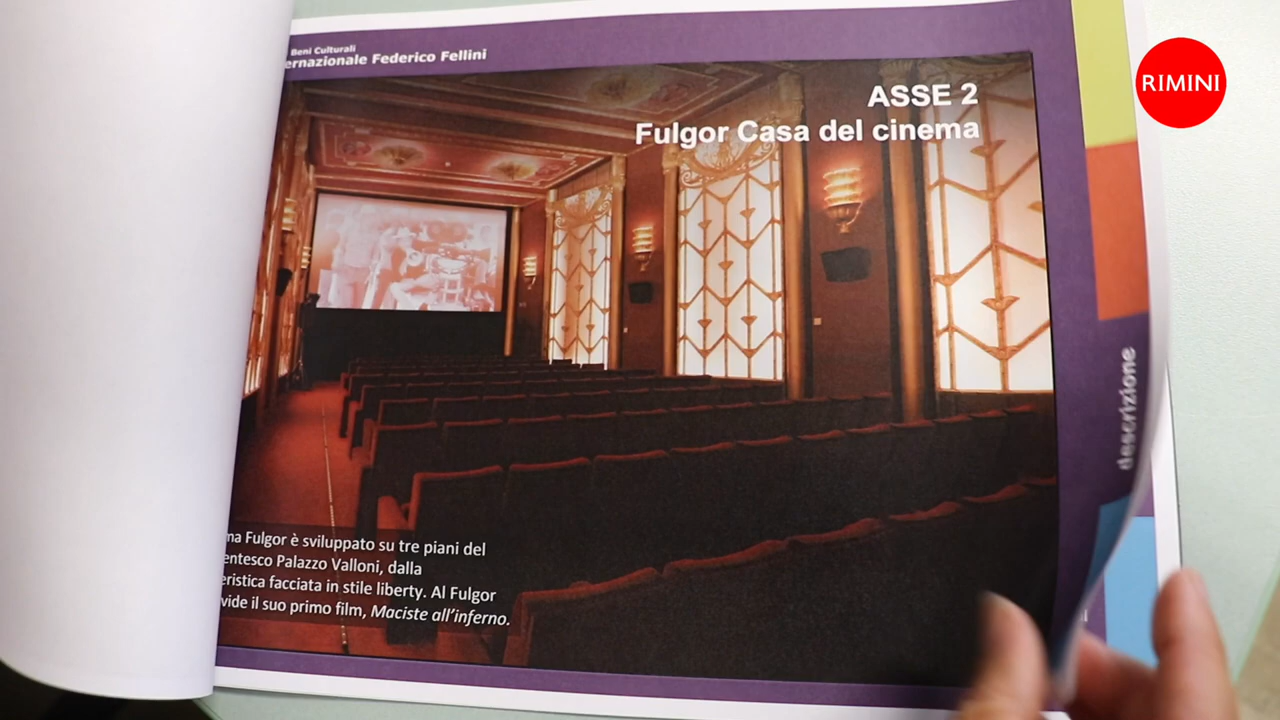 Beni Culturali
ernazionale Federico Fellini
RIMINI
ASSE 2
Fulgor Casa del cinema
descrizione
ma Fulgor è sviluppato su tre piani del
entesco Palazzo Valloni, dalla
eristica facciata in stile liberty. Al Fulgor
vide il suo primo film, Maciste all’inferno.